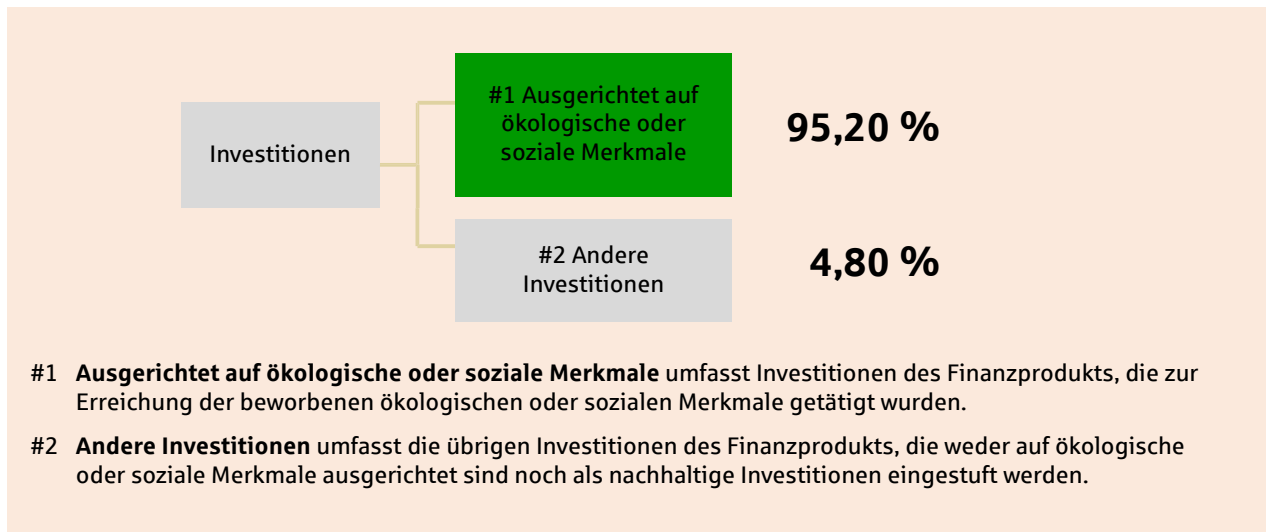 Investitionen
#1 Ausgerichtet auf
ökologische oder
soziale Merkmale
95,20 %
#2 Andere
Investitionen
4,80 %
#1 Ausgerichtet auf ökologische oder soziale Merkmale umfasst Investitionen des Finanzprodukts, die zur
Erreichung der beworbenen ökologischen oder sozialen Merkmale getätigt wurden.
#2 Andere Investitionen umfasst die übrigen Investitionen des Finanzprodukts, die weder auf ökologische
oder soziale Merkmale ausgerichtet sind noch als nachhaltige Investitionen eingestuft werden.